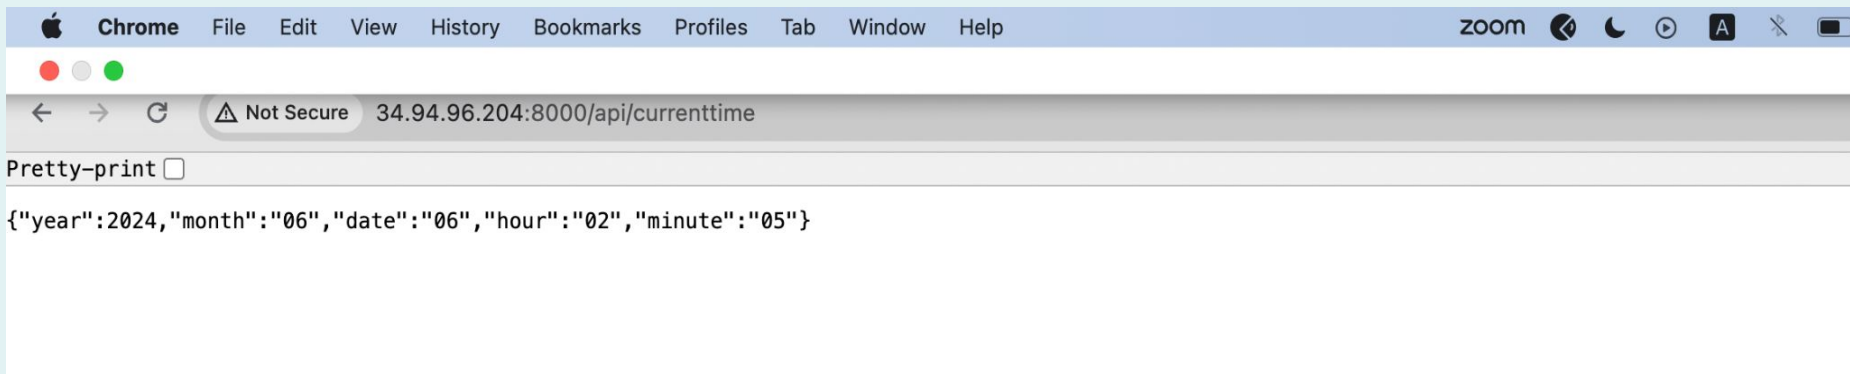 Chrome File Edit View History Bookmarks Profiles Tab Window Help zoom A
Not Secure 34.94.96.204:8000/api/currenttime
Pretty-print
{"year":2024,"month":"06","date":"06","hour":"02","minute":"05"}